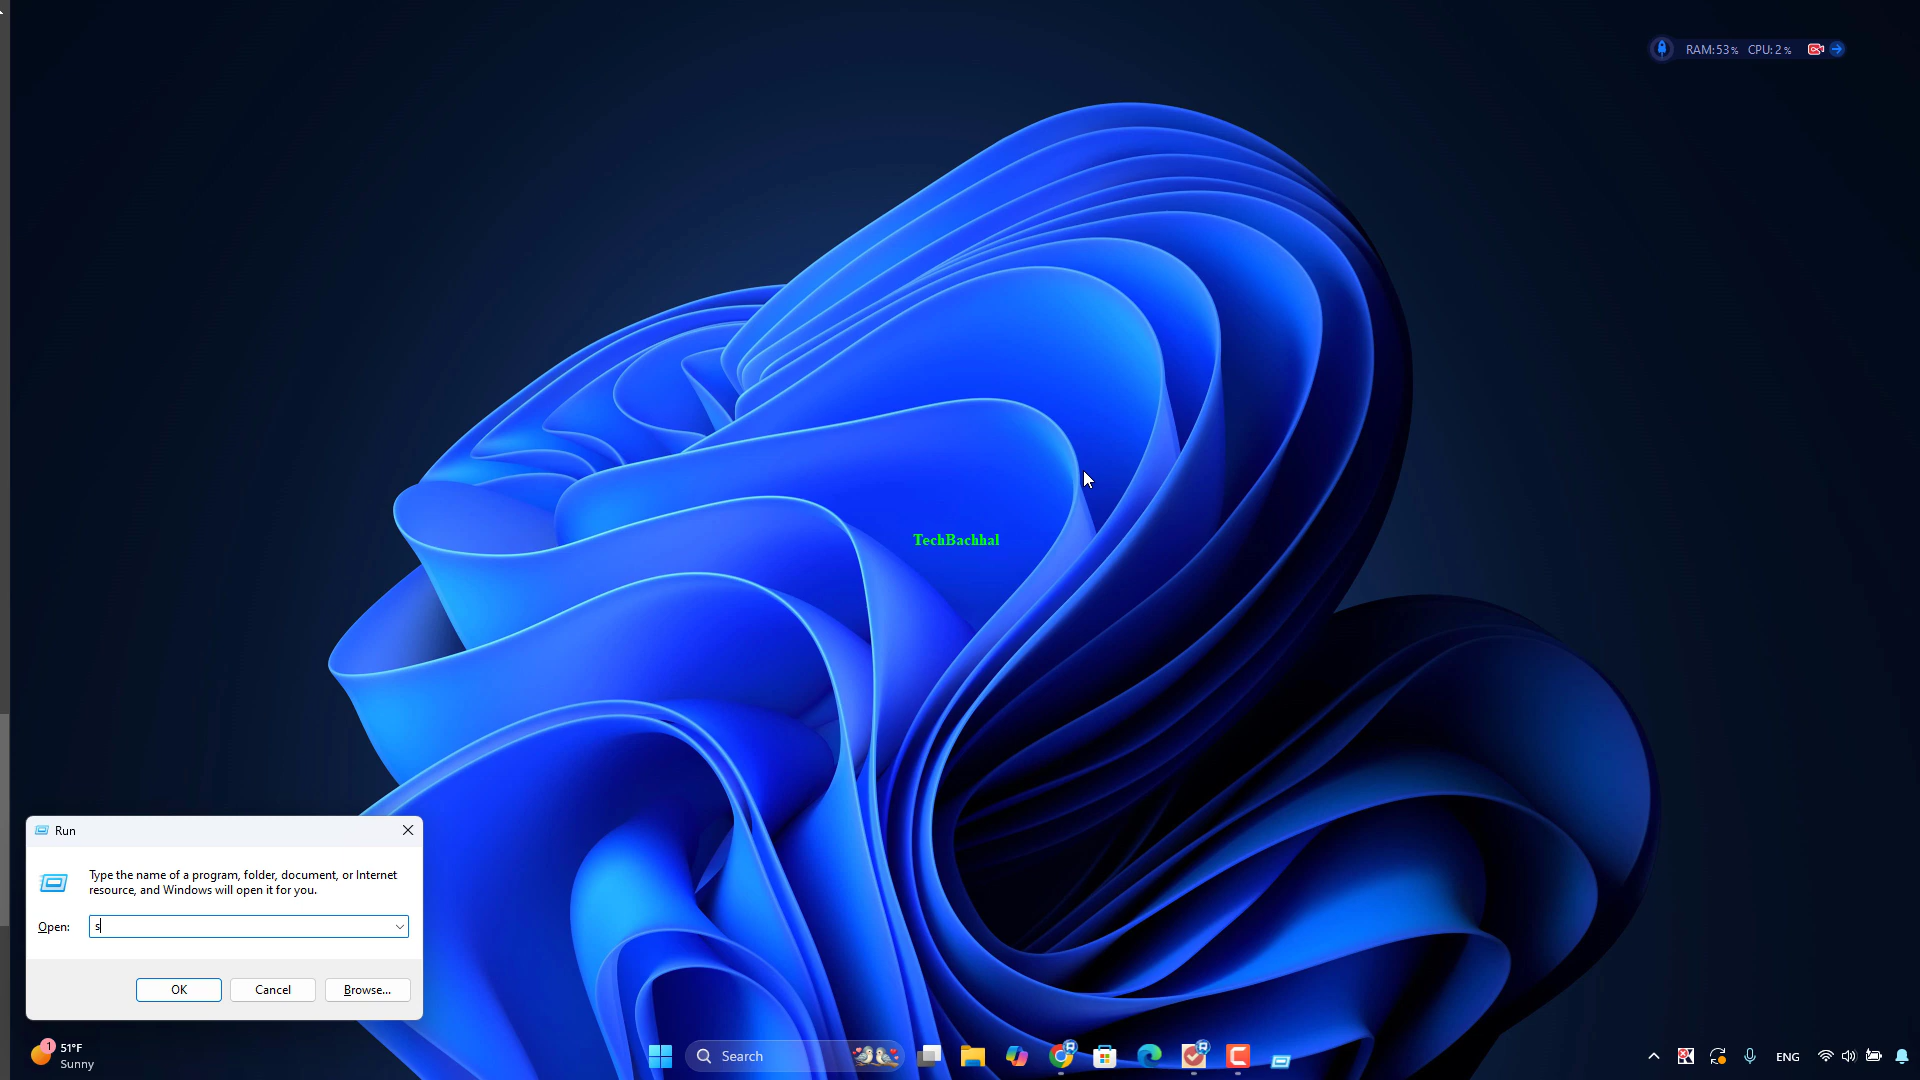 RAM:53% CPU:2%
TechBachhal
Run
Type the name of a program, folder, document, or Internet
resource, and Windows will open it for you.
Open: s
OK Cancel Browse...
1
51°F
Sunny
Search
ENG